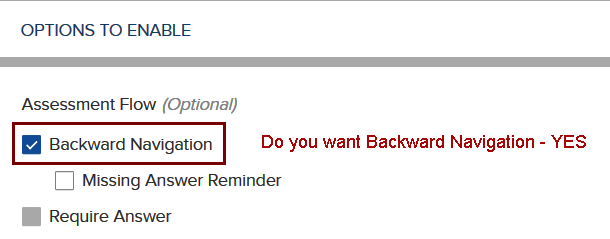 OPTIONS TO ENABLE
Assessment Flow (Optional)
Backward Navigation Do you want Backward Navigation - YES
Missing Answer Reminder
Require Answer